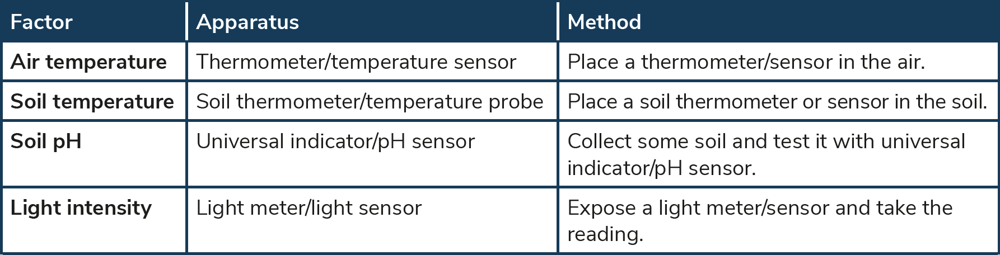 Factor Apparatus Method
Air temperature Thermometer/temperature sensor Place a thermometer/sensor in the air.
Soil temperature Soil thermometer/temperature probe Place a soil thermometer or sensor in the soil.
Soil pH Universal indicator/pH sensor Collect some soil and test it with universal
indicator/pH sensor.
Light intensity Light meter/light sensor Expose a light meter/sensor and take the
reading.